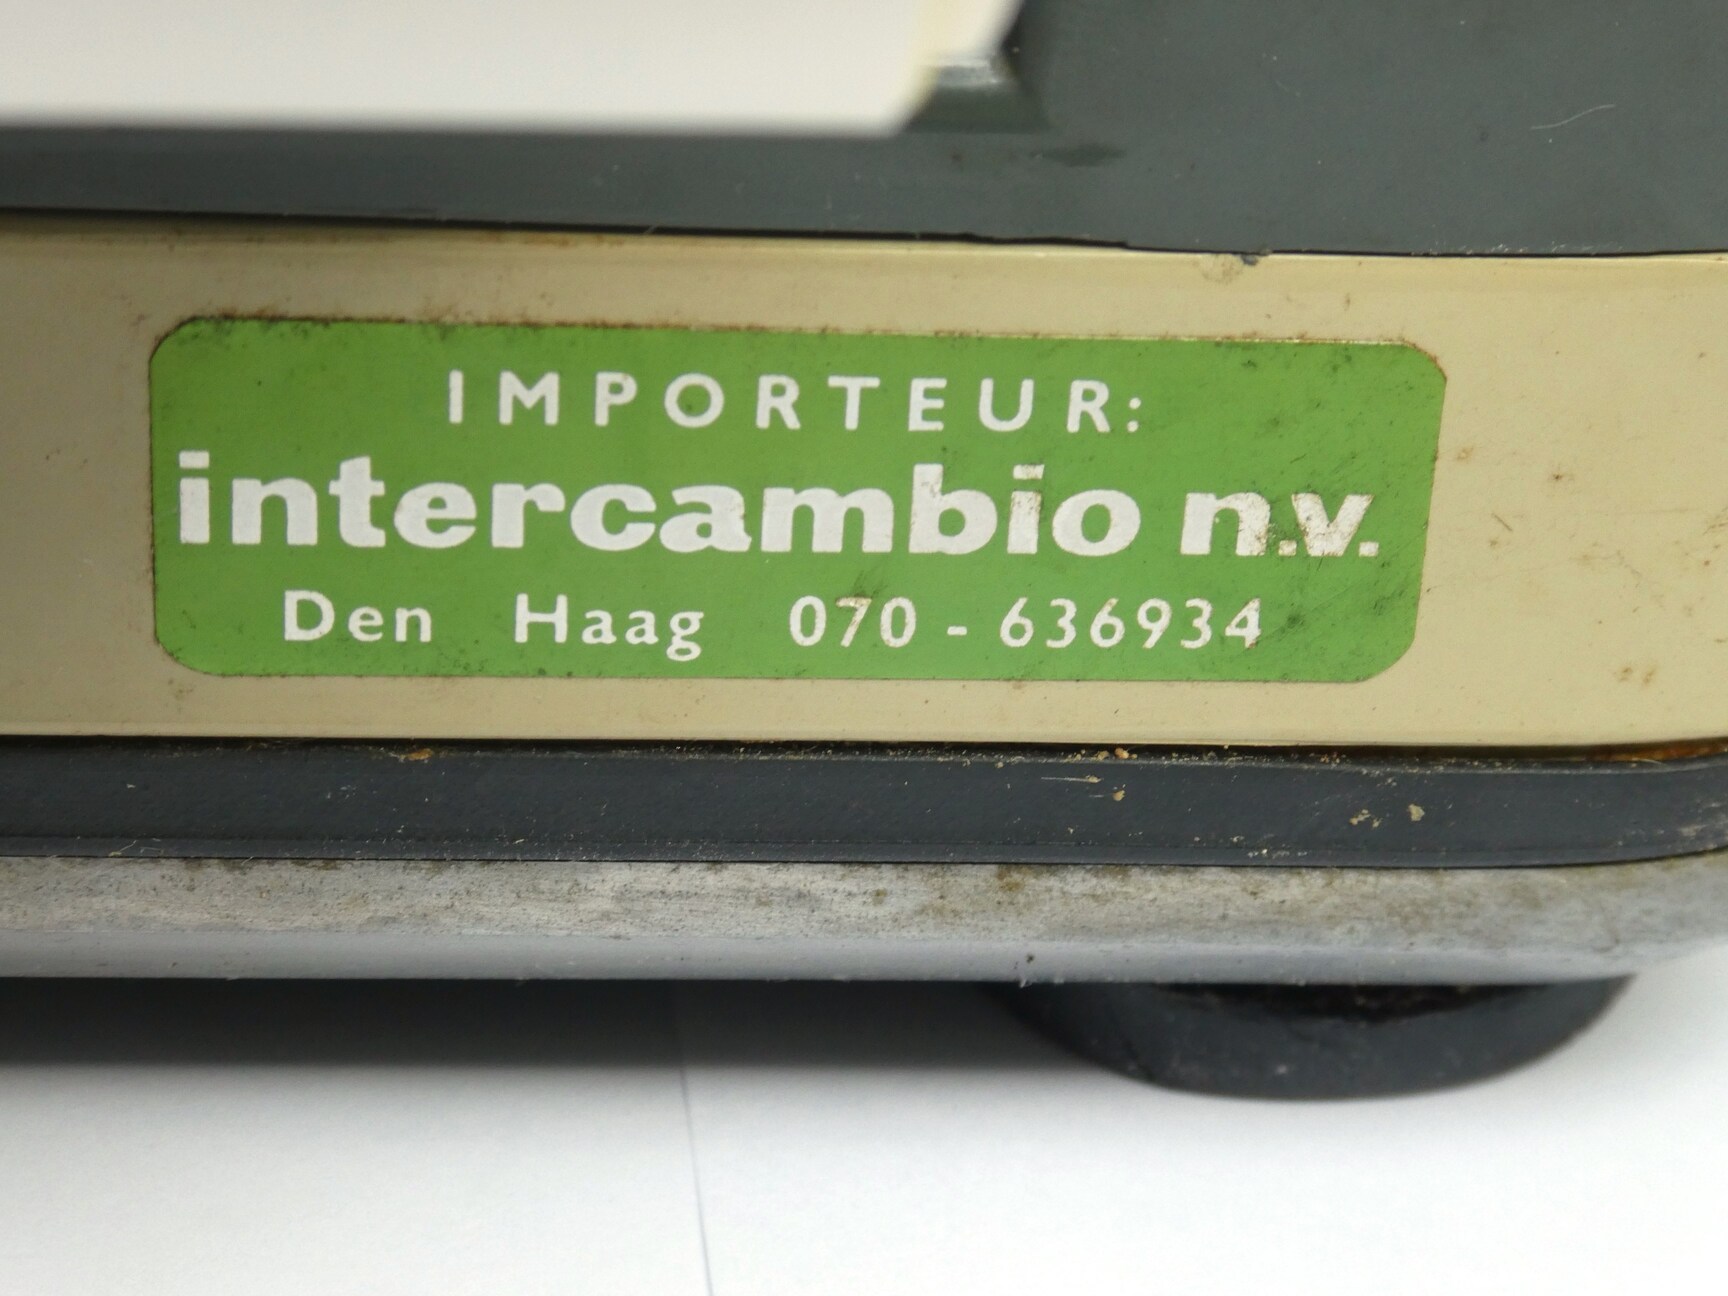 IMPORTEUR:
intercambio n.v.
Den Haag 070 - 636934